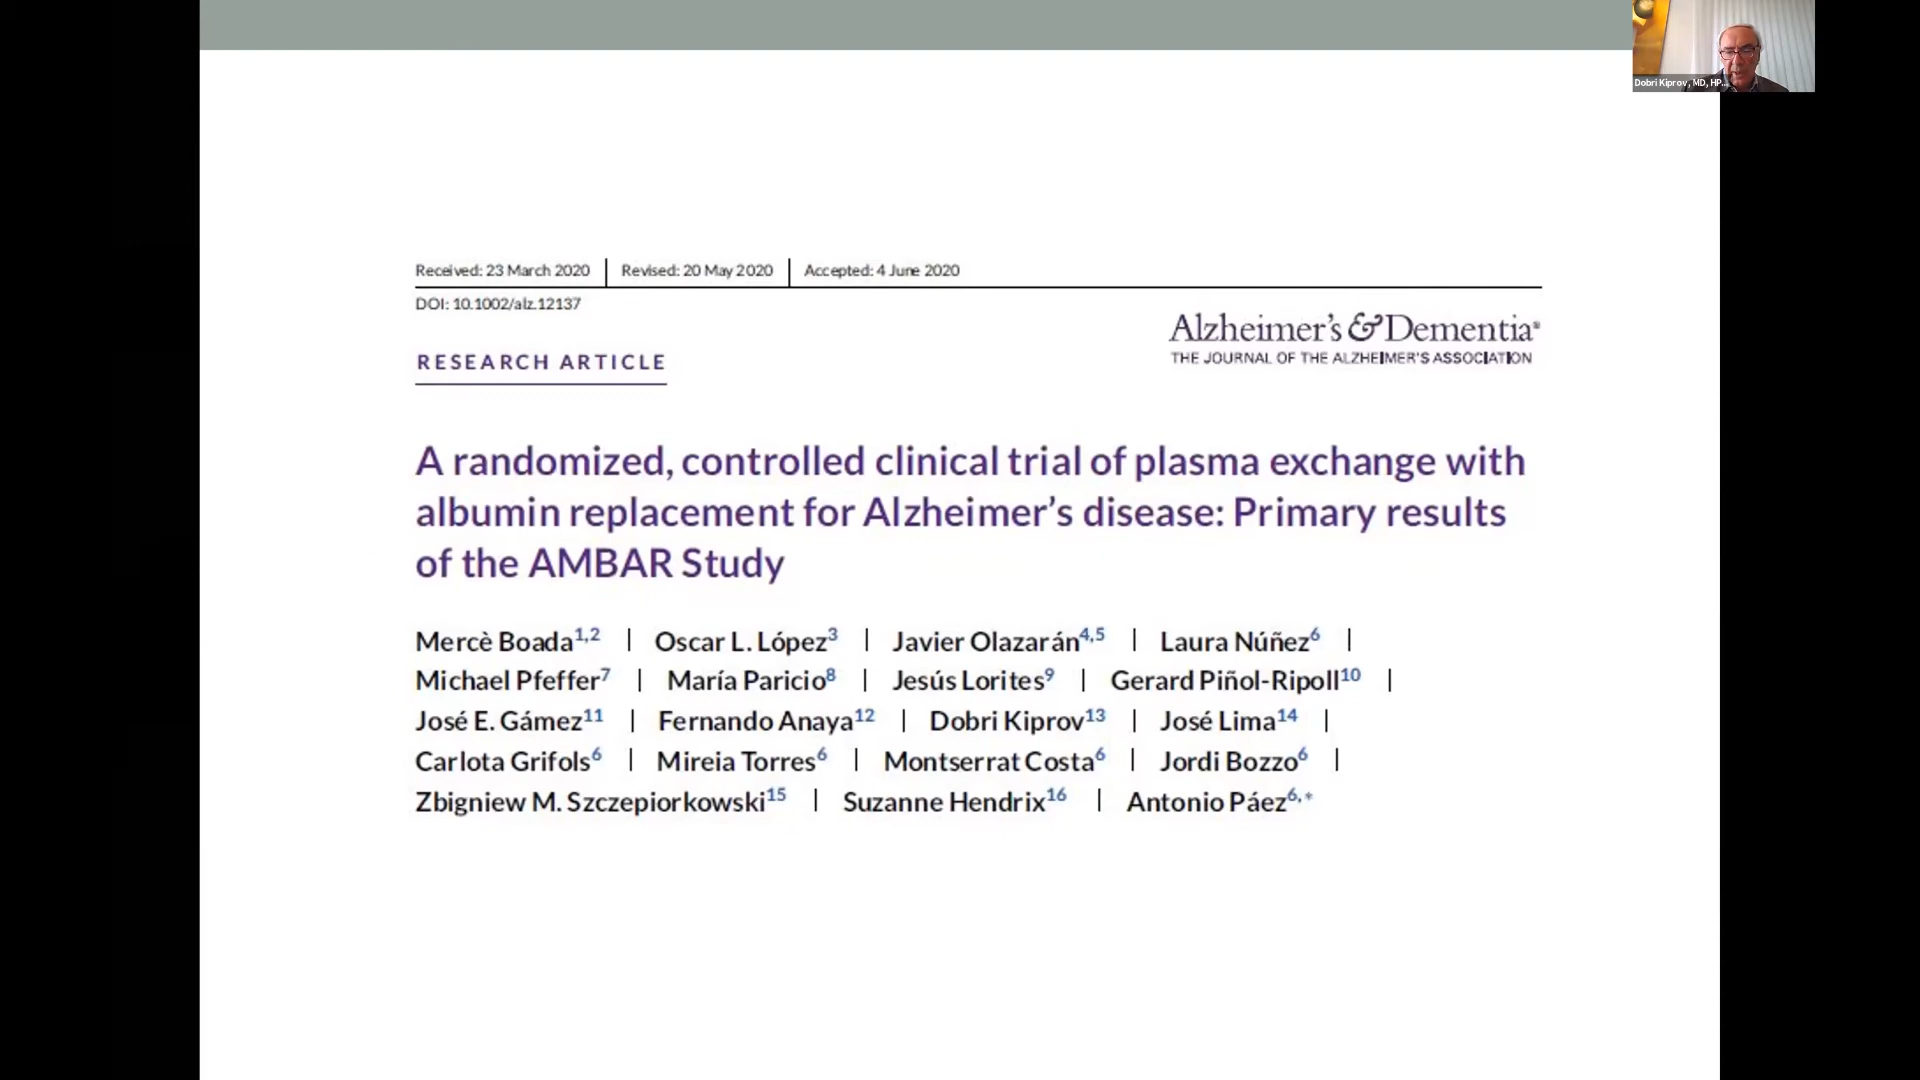 Dobri Kiprov, MD, HP...
Received: 23 March 2020 | Revised: 20 May 2020 | Accepted: 4 June 2020
DOI: 10.1002/alz.12137
Alzheimer's & Dementia®
THE JOURNAL OF THE ALZHEIMER'S ASSOCIATION
RESEARCH ARTICLE
A randomized, controlled clinical trial of plasma exchange with
albumin replacement for Alzheimer's disease: Primary results
of the AMBAR Study
Mercè Boada1,2 | Oscar L. López3 | Javier Olazarán4,5 | Laura Núñez6 |
Michael Pfeffer7 | María Paricio8 | Jesús Lorites9 | Gerard Piñol-Ripoll10 |
José E. Gámez11 | Fernando Anaya12 | Dobri Kiprov13 | José Lima14 |
Carlota Grifols6 | Mireia Torres6 | Montserrat Costa6 | Jordi Bozzo6 |
Zbigniew M. Szczepiorkowski15 | Suzanne Hendrix16 | Antonio Páez6,*